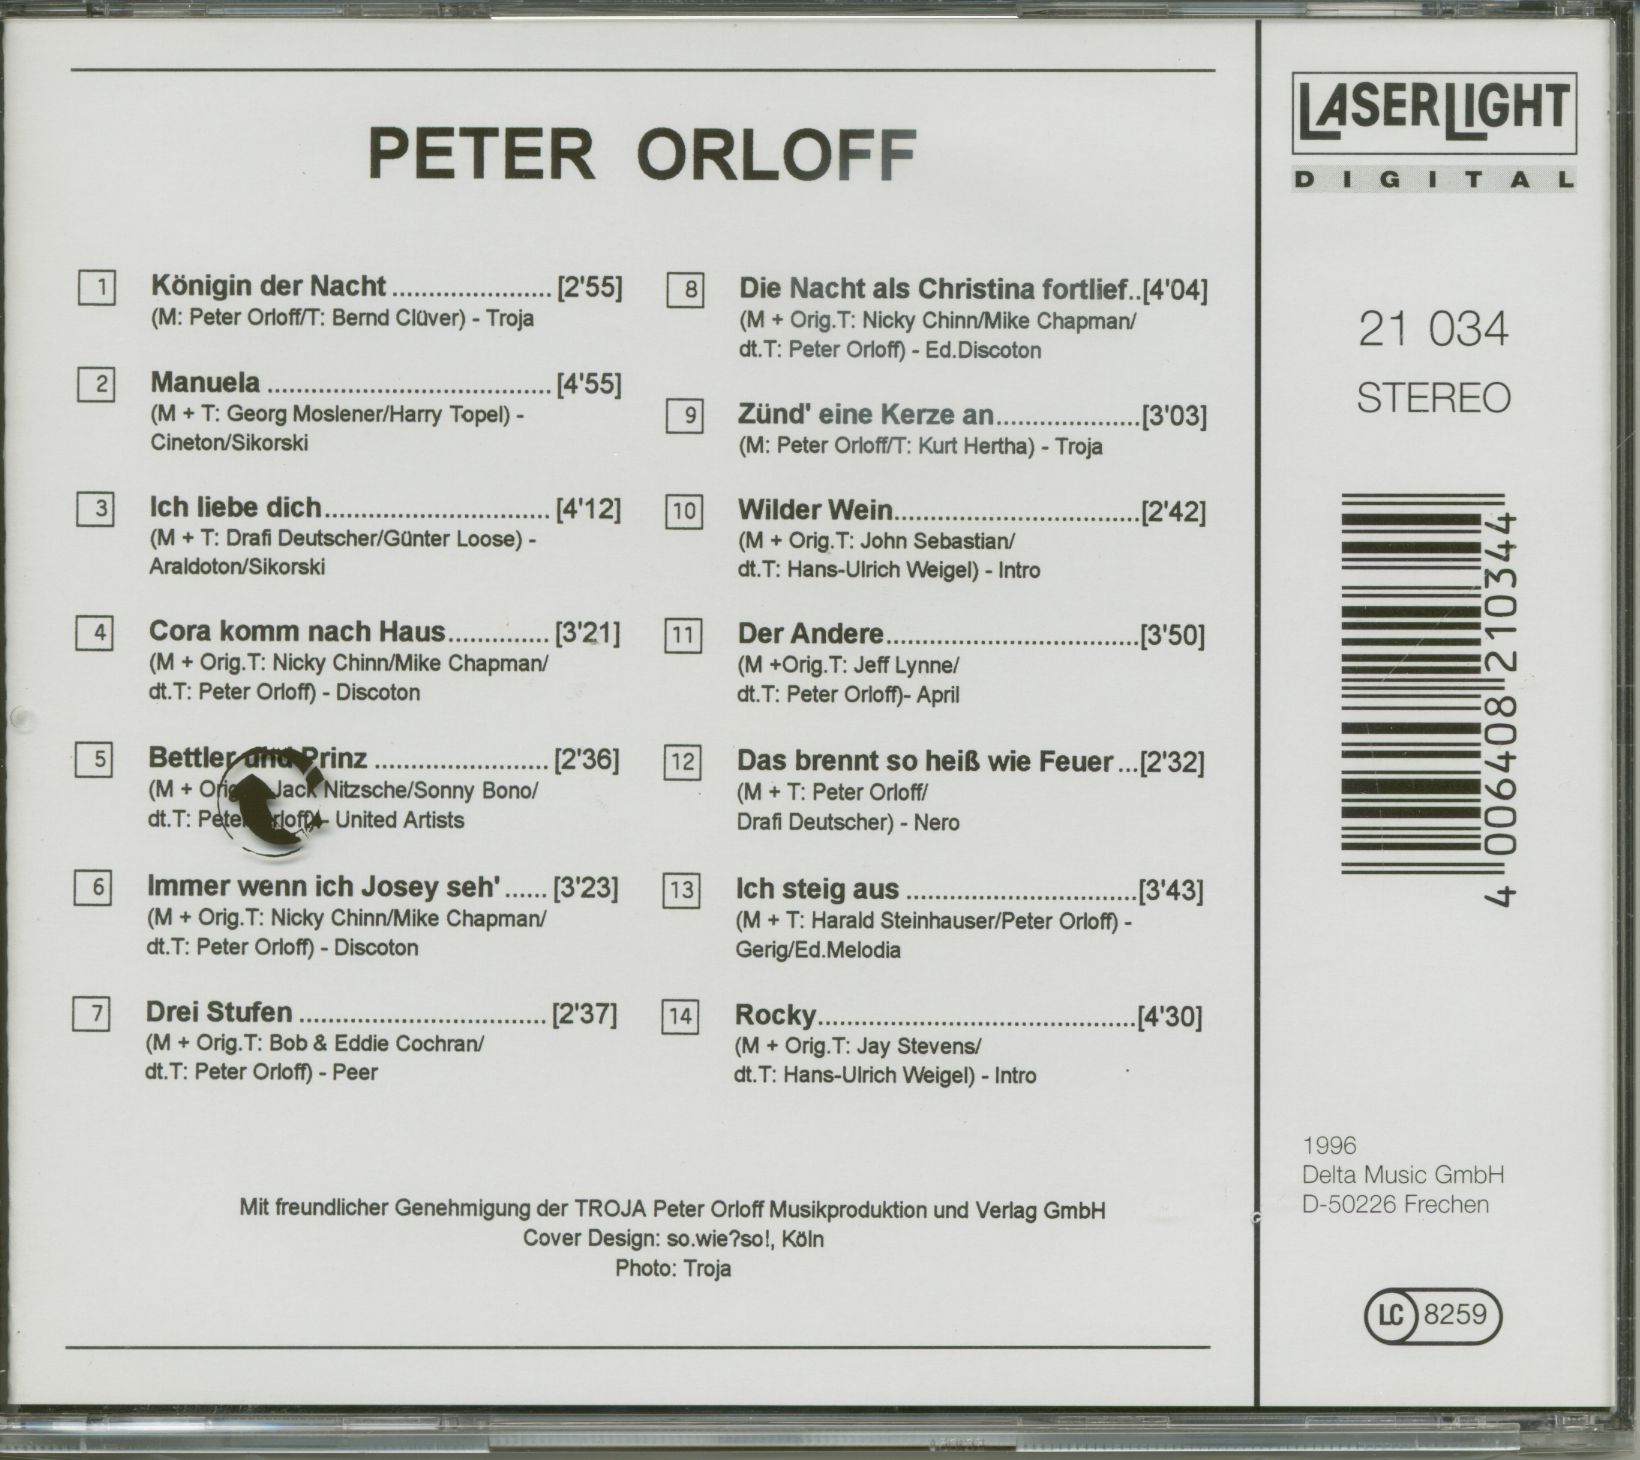 PETER ORLOFF
1 Königin der Nacht ...................... [2'55]
(M: Peter Orloff/T: Bernd Clüver) - Troja
2 Manuela ....................................... [4'55]
(M + T: Georg Moslener/Harry Topel) -
Cineton/Sikorski
3 Ich liebe dich............................... [4'12]
(M + T: Drafi Deutscher/Günter Loose) -
Araldoton/Sikorski
4 Cora komm nach Haus.............. [3'21]
(M + Orig.T: Nicky Chinn/Mike Chapman/
dt.T: Peter Orloff) - Discoton
5 Bettler und Prinz ........................ [2'36]
(M + Orig. Jack Nitzsche/Sonny Bono/
dt.T: Peter Orloff) - United Artists
6 Immer wenn ich Josey seh' ...... [3'23]
(M + Orig.T: Nicky Chinn/Mike Chapman/
dt.T: Peter Orloff) - Discoton
7 Drei Stufen .................................. [2'37]
(M + Orig.T: Bob & Eddie Cochran/
dt.T: Peter Orloff) - Peer
8 Die Nacht als Christina fortlief..[4'04]
(M + Orig.T: Nicky Chinn/Mike Chapman/
dt.T: Peter Orloff) - Ed.Discoton
9 Zünd' eine Kerze an....................[3'03]
(M: Peter Orloff/T: Kurt Hertha) - Troja
10 Wilder Wein..................................[2'42]
(M + Orig.T: John Sebastian/
dt.T: Hans-Ulrich Weigel) - Intro
11 Der Andere...................................[3'50]
(M +Orig.T: Jeff Lynne/
dt.T: Peter Orloff)- April
12 Das brennt so heiß wie Feuer ...[2'32]
(M + T: Peter Orloff/
Drafi Deutscher) - Nero
13 Ich steig aus ................................[3'43]
(M + T: Harald Steinhauser/Peter Orloff) -
Gerig/Ed.Melodia
14 Rocky............................................[4'30]
(M + Orig.T: Jay Stevens/
dt.T: Hans-Ulrich Weigel) - Intro
Mit freundlicher Genehmigung der TROJA Peter Orloff Musikproduktion und Verlag GmbH
Cover Design: so.wie?so!, Köln
Photo: Troja
LASERLIGHT
DIGITAL
21 034
STEREO
4 006408 210344
1996
Delta Music GmbH
D-50226 Frechen
LC 8259